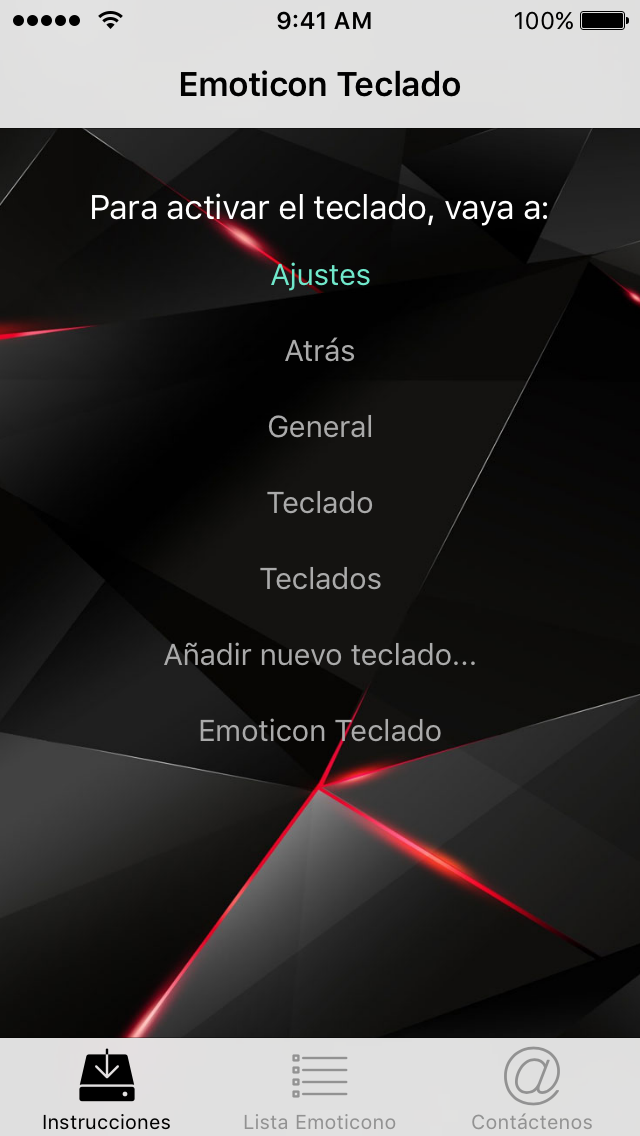 9:41 AM 100%
Emoticon Teclado
Para activar el teclado, vaya a:
Ajustes
Atrás
General
Teclado
Teclados
Añadir nuevo teclado...
Emoticon Teclado
Instrucciones Lista Emoticono Contáctenos